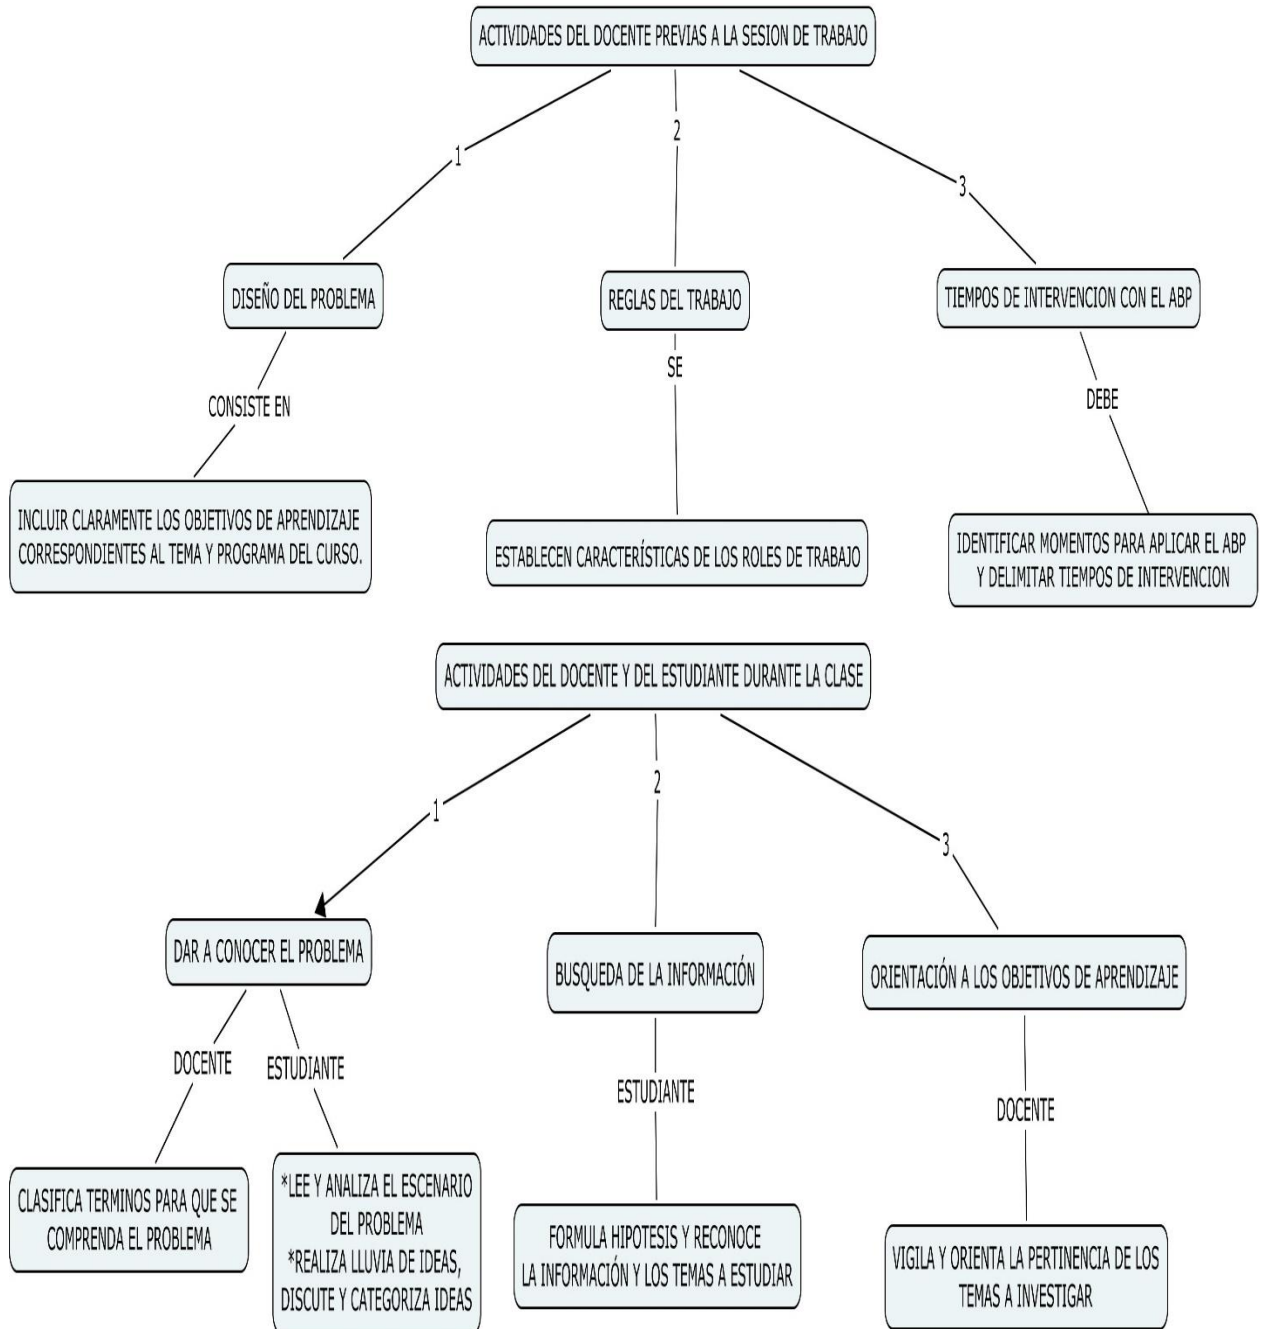 ACTIVIDADES DEL DOCENTE PREVIAS A LA SESION DE TRABAJO
1
2
3
DISEÑO DEL PROBLEMA
REGLAS DEL TRABAJO
TIEMPOS DE INTERVENCION CON EL ABP
CONSISTE EN
SE
DEBE
INCLUIR CLARAMENTE LOS OBJETIVOS DE APRENDIZAJE
CORRESPONDIENTES AL TEMA Y PROGRAMA DEL CURSO.
ESTABLECEN CARACTERÍSTICAS DE LOS ROLES DE TRABAJO
IDENTIFICAR MOMENTOS PARA APLICAR EL ABP
Y DELIMITAR TIEMPOS DE INTERVENCION
ACTIVIDADES DEL DOCENTE Y DEL ESTUDIANTE DURANTE LA CLASE
1
2
3
DAR A CONOCER EL PROBLEMA
BUSQUEDA DE LA INFORMACIÓN
ORIENTACIÓN A LOS OBJETIVOS DE APRENDIZAJE
DOCENTE
ESTUDIANTE
ESTUDIANTE
DOCENTE
CLASIFICA TERMINOS PARA QUE SE
COMPRENDA EL PROBLEMA
*LEE Y ANALIZA EL ESCENARIO
DEL PROBLEMA
*REALIZA LLUVIA DE IDEAS,
DISCUTE Y CATEGORIZA IDEAS
FORMULA HIPOTESIS Y RECONOCE
LA INFORMACIÓN Y LOS TEMAS A ESTUDIAR
VIGILA Y ORIENTA LA PERTINENCIA DE LOS
TEMAS A INVESTIGAR